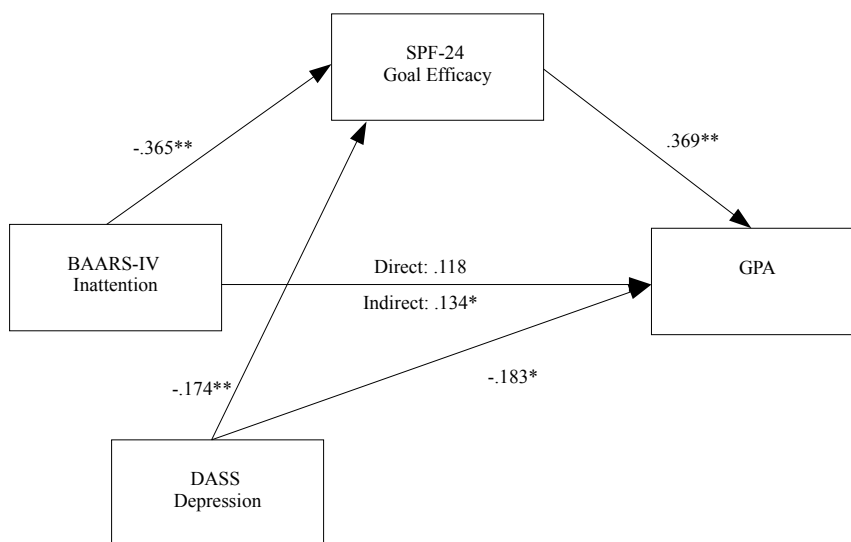 SPF-24
Goal Efficacy
-.365**
.369**
BAARS-IV
Inattention
Direct: .118
Indirect: .134*
GPA
-.174**
-.183*
DASS
Depression